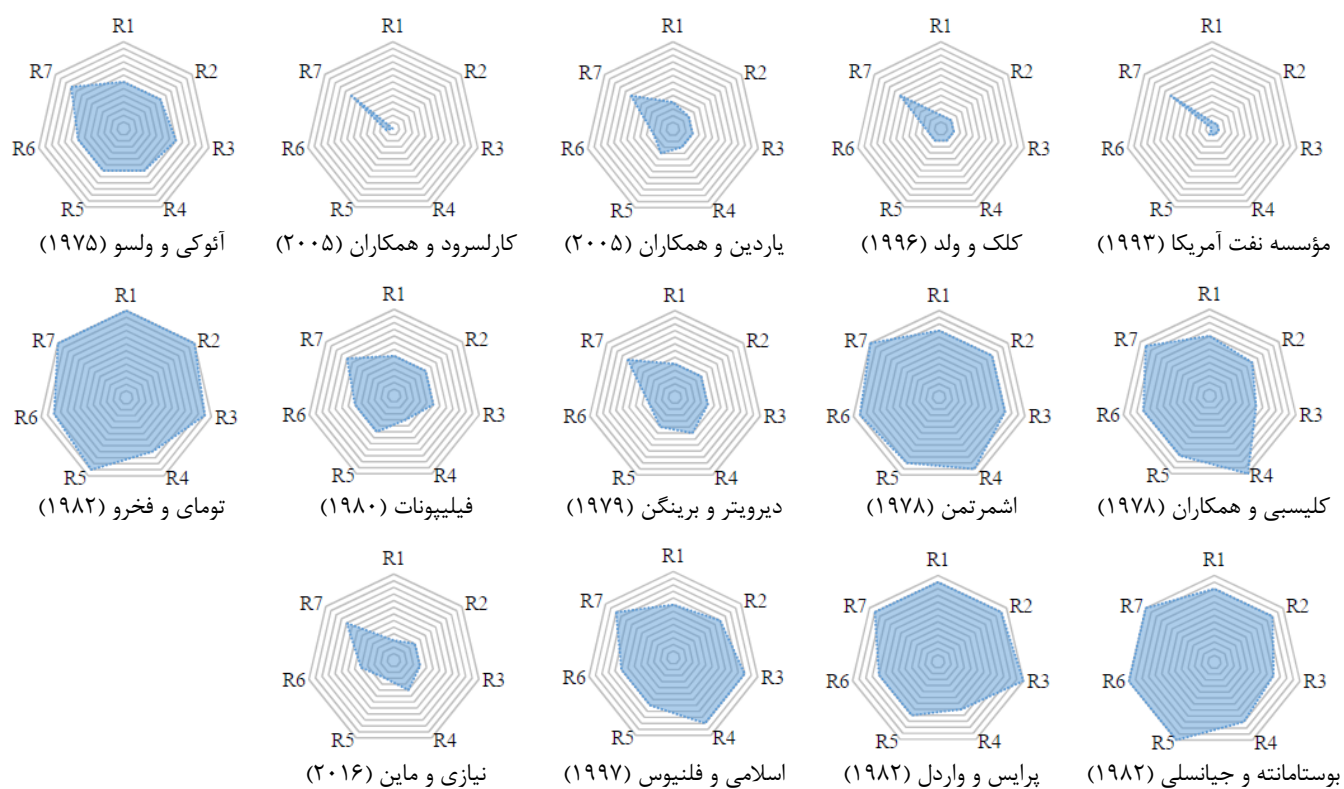 R1
R7 R2
R6 R3
R5 R4
مؤسسه نفت آمریکا (۱۹۹۳)
R1
R7 R2
R6 R3
R5 R4
کلک و ولد (۱۹۹۶)
R1
R7 R2
R6 R3
R5 R4
یاردین و همکاران (۲۰۰۵)
R1
R7 R2
R6 R3
R5 R4
کارلسرود و همکاران (۲۰۰۵)
R1
R7 R2
R6 R3
R5 R4
آئوکی و ولسو (۱۹۷۵)
R1
R7 R2
R6 R3
R5 R4
کلیسبی و همکاران (۱۹۷۸)
R1
R7 R2
R6 R3
R5 R4
اشمرتمن (۱۹۷۸)
R1
R7 R2
R6 R3
R5 R4
دیرویتر و برینگن (۱۹۷۹)
R1
R7 R2
R6 R3
R5 R4
فیلیپونات (۱۹۸۰)
R1
R7 R2
R6 R3
R5 R4
تومای و فخرو (۱۹۸۲)
R1
R7 R2
R6 R3
R5 R4
بوستامانته و جیانسلی (۱۹۸۲)
R1
R7 R2
R6 R3
R5 R4
پرایس و واردل (۱۹۸۲)
R1
R7 R2
R6 R3
R5 R4
اسلامی و فلنیوس (۱۹۹۷)
R1
R7 R2
R6 R3
R5 R4
نیازی و ماین (۲۰۱۶)